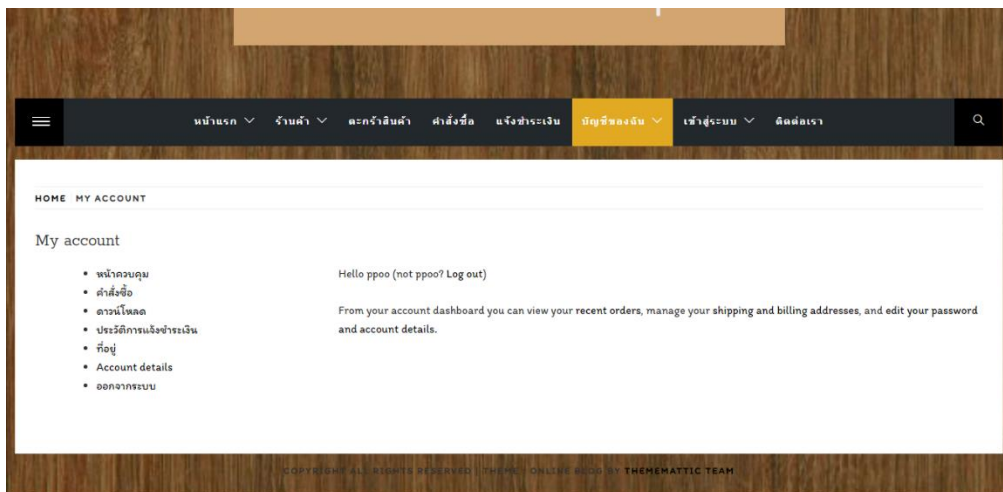 หน้าแรก ร้านค้า ตะกร้าสินค้า คำสั่งซื้อ แจ้งชำระเงิน บัญชีของฉัน เข้าสู่ระบบ ติดต่อเรา
HOME MY ACCOUNT
My account
หน้าควบคุม
คำสั่งซื้อ
ดาวน์โหลด
ประวัติการแจ้งชำระเงิน
ที่อยู่
Account details
ออกจากระบบ
Hello ppoo (not ppoo? Log out)
From your account dashboard you can view your recent orders, manage your shipping and billing addresses, and edit your password
and account details.
COPYRIGHT ALL RIGHTS RESERVED THEME: ONLINE BLOG BY THEMEMATTIC TEAM